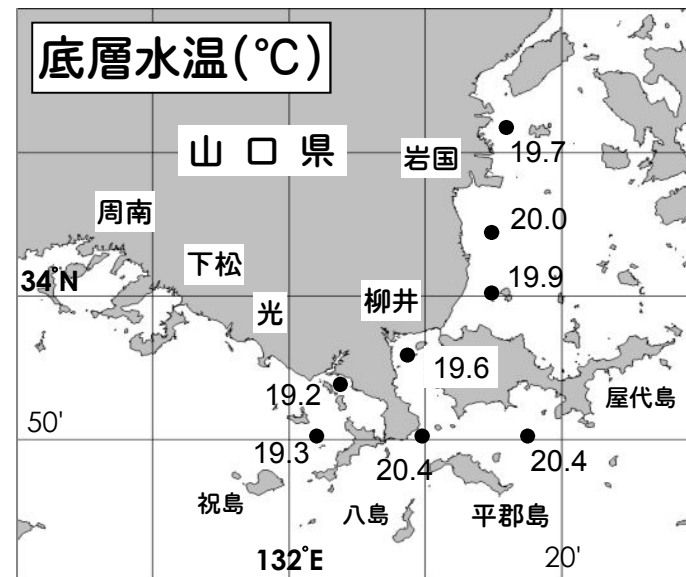 底層水温(℃)
山口県
岩国
19.7
周南
20.0
下松
19.9
34°N
光
柳井
19.6
19.2
屋代島
50'
19.3
20.4
20.4
祝島
八島
平郡島
132°E
20'